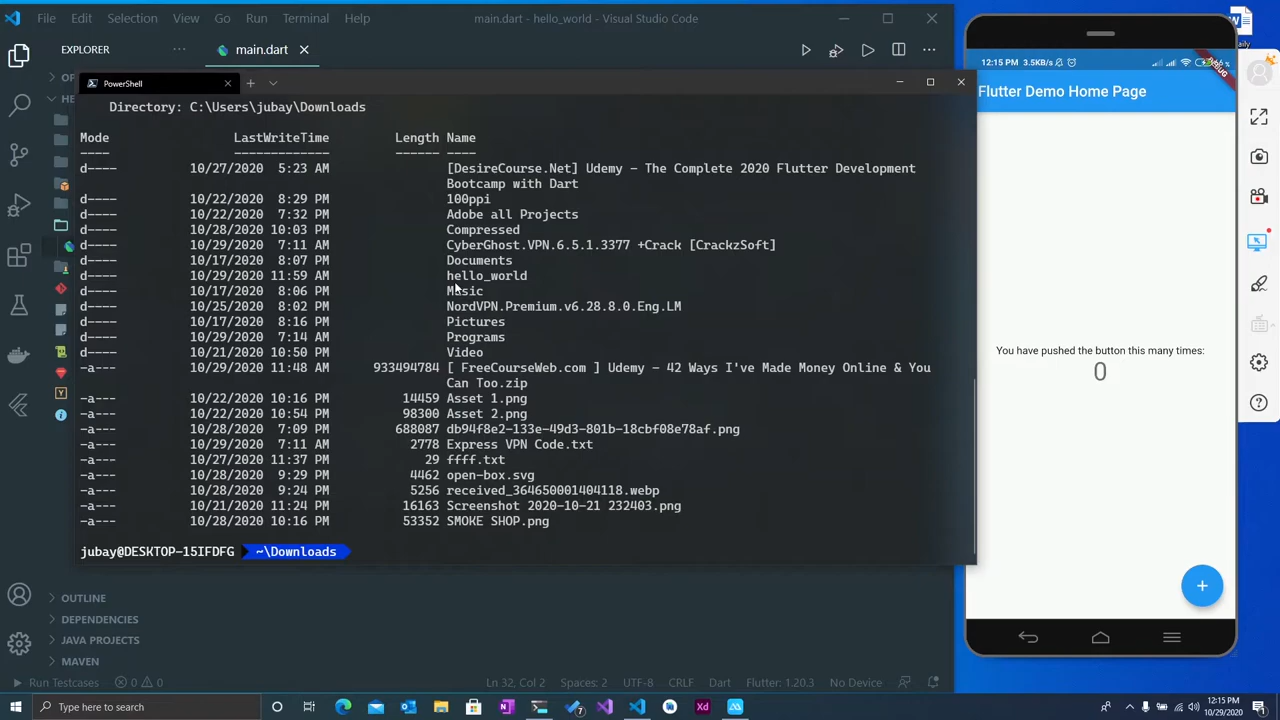 File Edit Selection View Go Run Terminal Help main.dart - hello_world - Visual Studio Code
EXPLORER ... main.dart
PowerShell
Directory: C:\Users\jubay\Downloads
Mode LastWriteTime Length Name
---- ------------- ------ ----
d---- 10/27/2020 5:23 AM [DesireCourse.Net] Udemy - The Complete 2020 Flutter Development
Bootcamp with Dart
d---- 10/22/2020 8:29 PM 100ppi
d---- 10/22/2020 7:32 PM Adobe all Projects
d---- 10/28/2020 10:03 PM Compressed
d---- 10/29/2020 7:11 AM CyberGhost.VPN.6.5.1.3377 +Crack [CrackzSoft]
d---- 10/17/2020 8:07 PM Documents
d---- 10/29/2020 11:59 AM hello_world
d---- 10/17/2020 8:06 PM Music
d---- 10/25/2020 8:02 PM NordVPN.Premium.v6.28.8.0.Eng.LM
d---- 10/17/2020 8:16 PM Pictures
d---- 10/29/2020 7:14 AM Programs
d---- 10/21/2020 10:50 PM Video
-a--- 10/29/2020 11:48 AM 933494784 [ FreeCourseWeb.com ] Udemy - 42 Ways I've Made Money Online & You
Can Too.zip
-a--- 10/22/2020 10:16 PM 14459 Asset 1.png
-a--- 10/22/2020 10:54 PM 98300 Asset 2.png
-a--- 10/28/2020 7:09 PM 688087 db94f8e2-133e-49d3-801b-18cbf08e78af.png
-a--- 10/29/2020 7:11 AM 2778 Express VPN Code.txt
-a--- 10/27/2020 11:37 PM 29 ffff.txt
-a--- 10/28/2020 9:29 PM 4462 open-box.svg
-a--- 10/28/2020 9:24 PM 5256 received_364650001404118.webp
-a--- 10/21/2020 11:24 PM 16163 Screenshot 2020-10-21 232403.png
-a--- 10/28/2020 10:16 PM 53352 SMOKE SHOP.png
jubay@DESKTOP-15IFDFG ~\Downloads
OUTLINE
DEPENDENCIES
JAVA PROJECTS
MAVEN
Run Testcases 0 0 Ln 32, Col 2 Spaces: 2 UTF-8 CRLF Dart Flutter: 1.20.3 No Device
12:15 PM 3.5KB/s
Flutter Demo Home Page
You have pushed the button this many times:
0
+
Type here to search
12:15 PM
10/29/2020